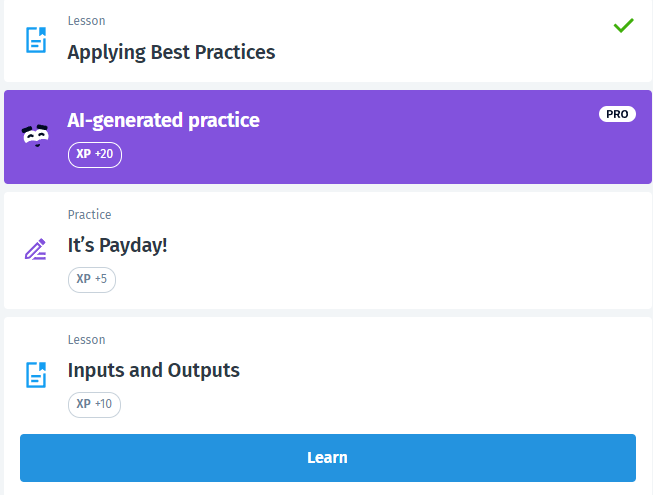 Lesson
Applying Best Practices
AI-generated practice
PRO
XP +20
Practice
It’s Payday!
XP +5
Lesson
Inputs and Outputs
XP +10
Learn